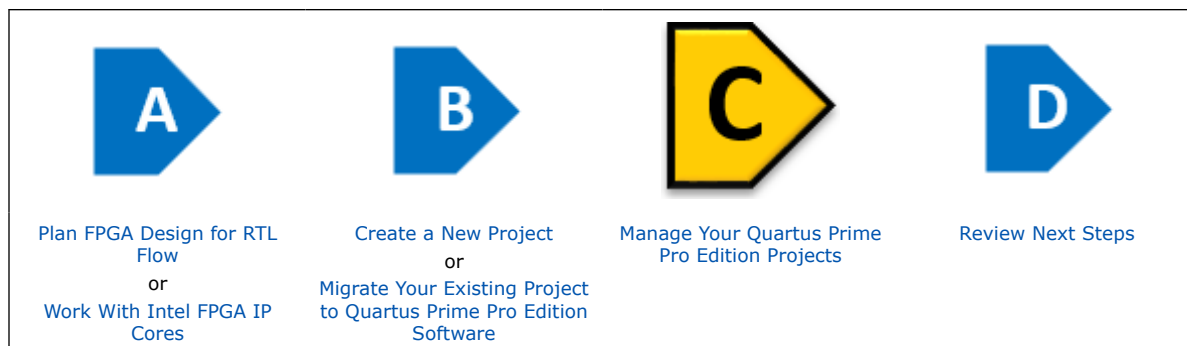 A
Plan FPGA Design for RTL
Flow
or
Work With Intel FPGA IP
Cores
B
Create a New Project
or
Migrate Your Existing Project
to Quartus Prime Pro Edition
Software
C
Manage Your Quartus Prime
Pro Edition Projects
D
Review Next Steps